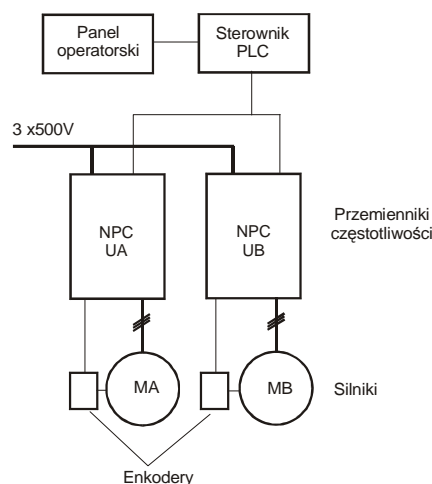 Panel
operatorski
Sterownik
PLC
3 x500V
NPC
UA
NPC
UB
Przemienniki
częstotliwości
MA
MB
Silniki
Enkodery